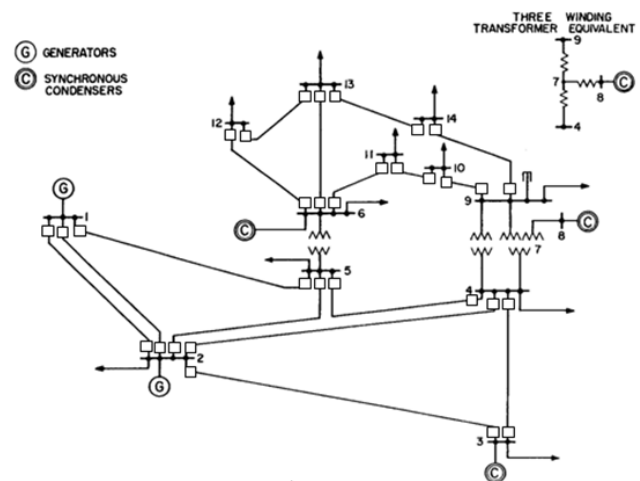 THREE WINDING
TRANSFORMER EQUIVALENT
9
7
C
8
4
G GENERATORS
C SYNCHRONOUS
CONDENSERS
13
12
14
11
10
G
1
9
C
6
C
8
7
5
4
2
G
3
C